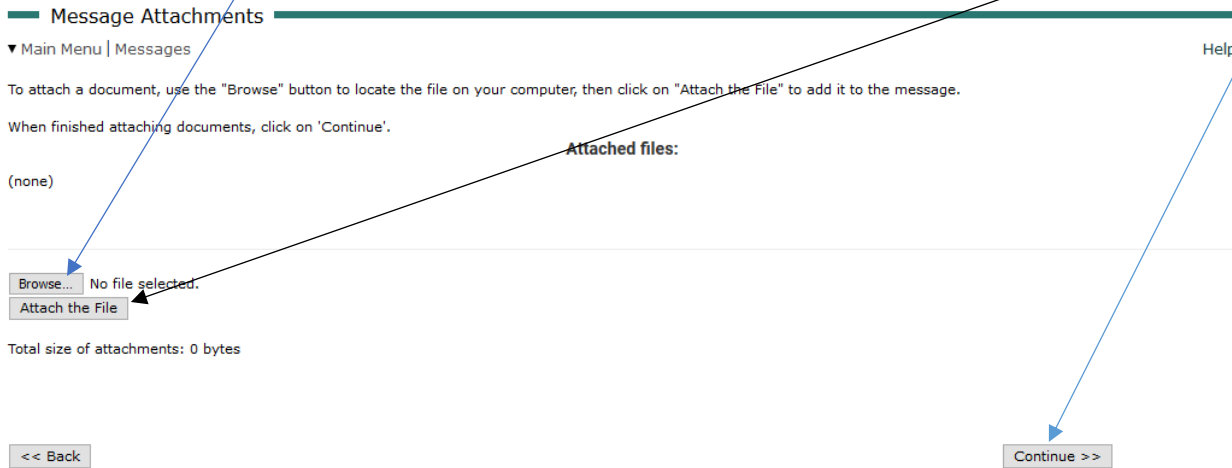 Message Attachments
▼ Main Menu | Messages
Help
To attach a document, use the "Browse" button to locate the file on your computer, then click on "Attach the File" to add it to the message.
When finished attaching documents, click on 'Continue'.
Attached files:
(none)
Browse... No file selected.
Attach the File
Total size of attachments: 0 bytes
<< Back
Continue >>